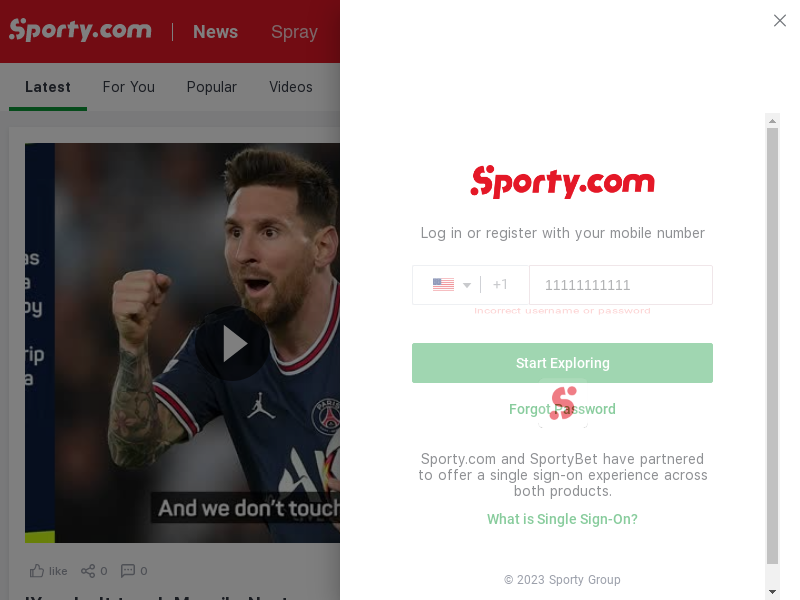 Sporty.com
News
Spray
Latest
For You
Popular
Videos
And we don't touch
like
0
0
Sporty.com
Log in or register with your mobile number
+1
11111111111
Incorrect username or password
Start Exploring
Forgot Password
Sporty.com and SportyBet have partnered
to offer a single sign-on experience across
both products.
What is Single Sign-On?
© 2023 Sporty Group